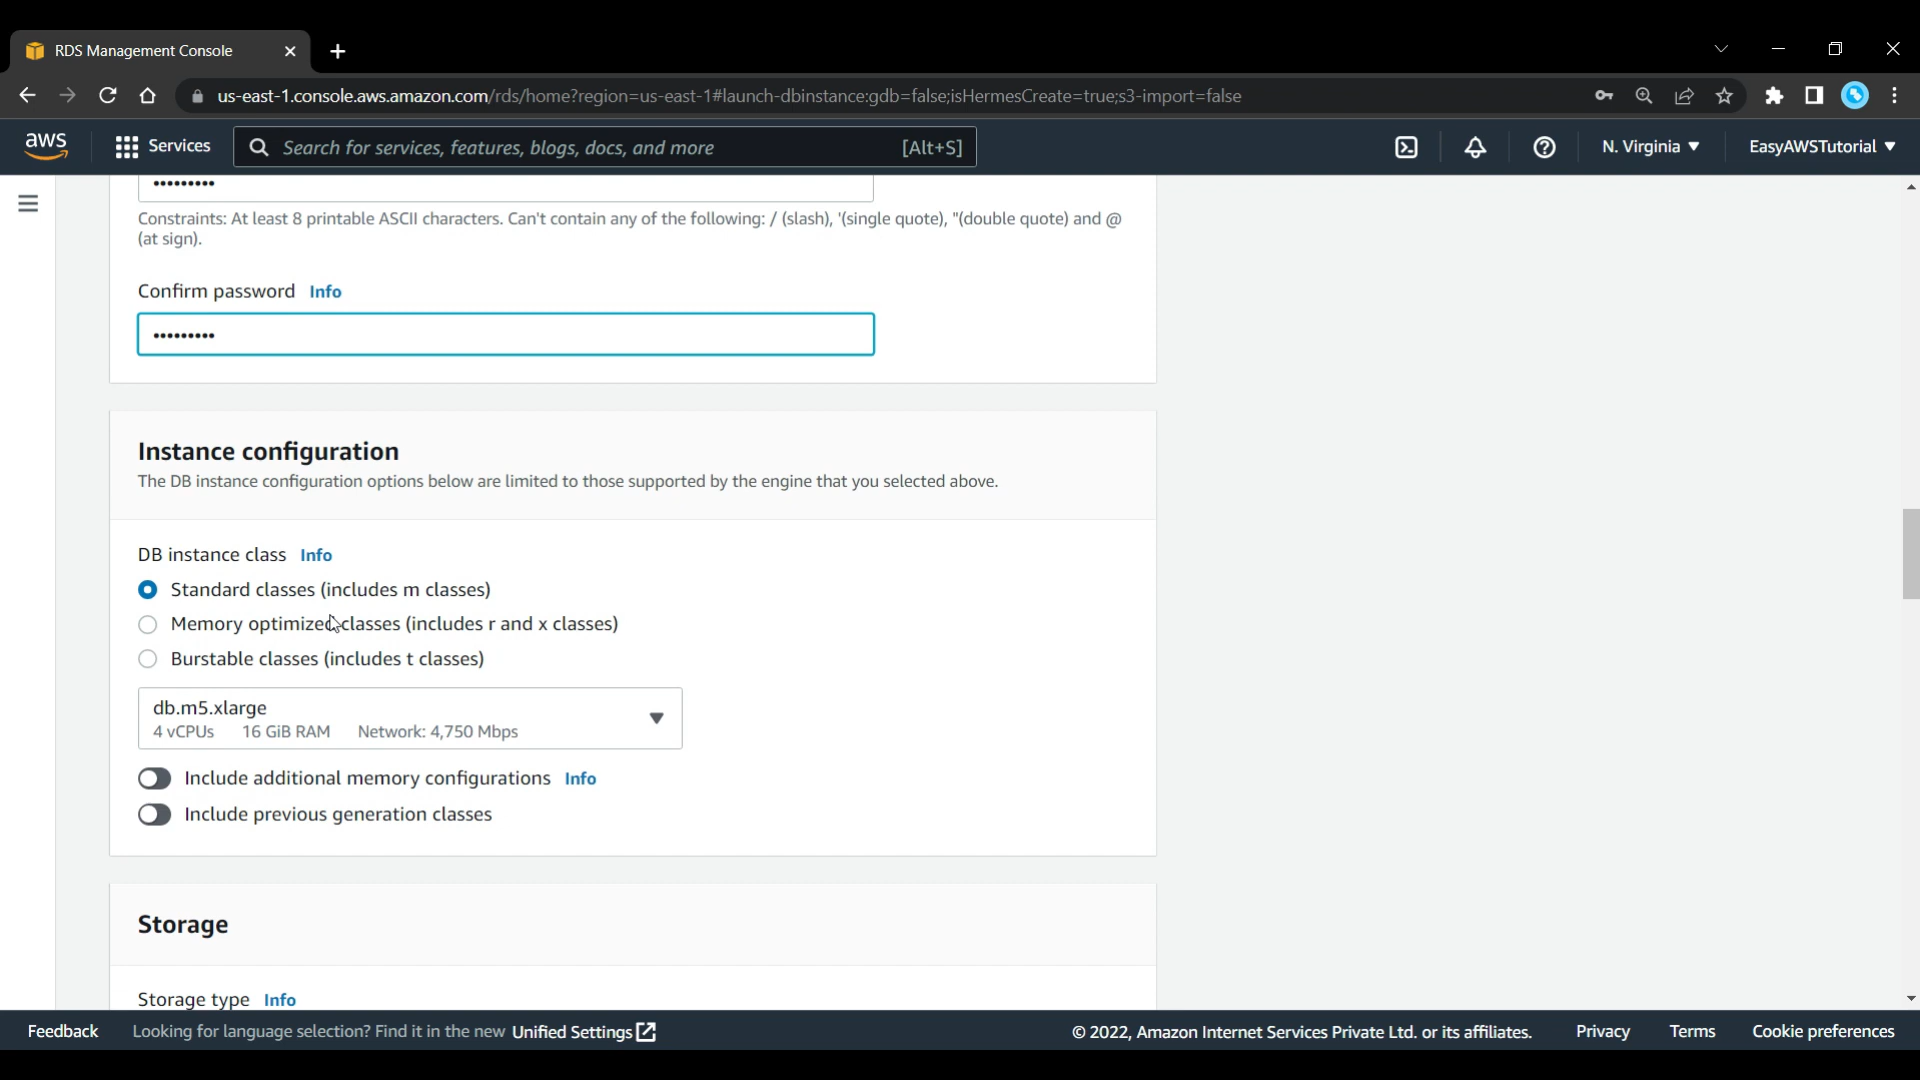 RDS Management Console
us-east-1.console.aws.amazon.com/rds/home?region=us-east-1#launch-dbinstance:gdb=false;isHermesCreate=true;s3-import=false
aws
Services
Search for services, features, blogs, docs, and more [Alt+S]
N. Virginia
EasyAWSTutorial
•••••••••
Constraints: At least 8 printable ASCII characters. Can't contain any of the following: / (slash), '(single quote), "(double quote) and @
(at sign).
Confirm password Info
•••••••••
Instance configuration
The DB instance configuration options below are limited to those supported by the engine that you selected above.
DB instance class Info
Standard classes (includes m classes)
Memory optimized classes (includes r and x classes)
Burstable classes (includes t classes)
db.m5.xlarge
4 vCPUs 16 GiB RAM Network: 4,750 Mbps
Include additional memory configurations Info
Include previous generation classes
Storage
Storage type Info
Feedback Looking for language selection? Find it in the new Unified Settings © 2022, Amazon Internet Services Private Ltd. or its affiliates. Privacy Terms Cookie preferences